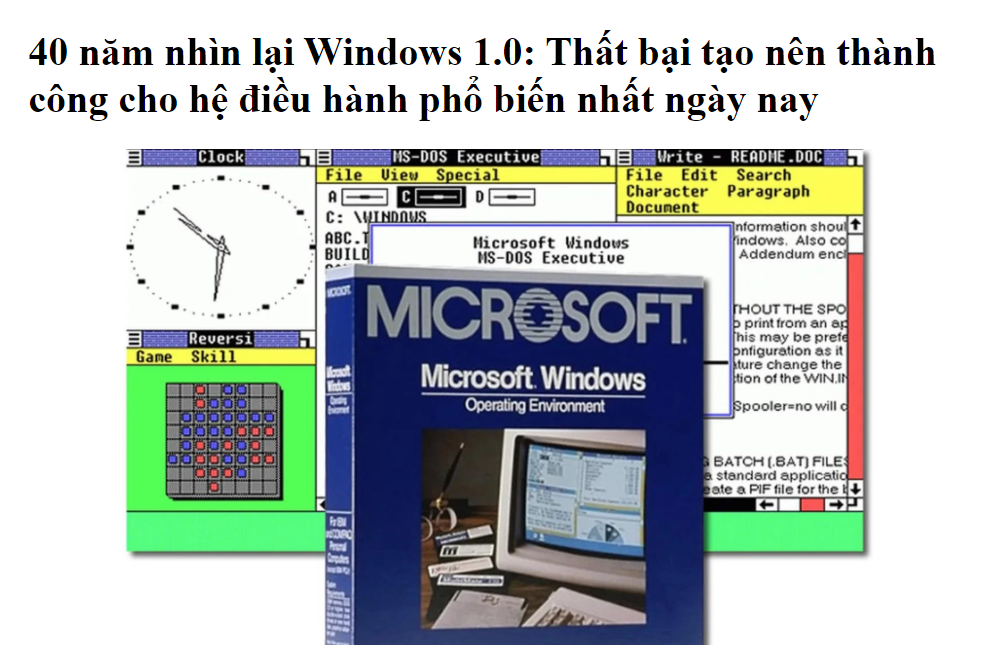 40 năm nhìn lại Windows 1.0: Thất bại tạo nên thành
công cho hệ điều hành phổ biến nhất ngày nay
Clock
MS-DOS Executive
File View Special
A C D
C: \WINDOWS
ABC.T
BUILD
Write - README.DOC
File Edit Search
Character Paragraph
Document
nformation shoul
indows. Also co
Addendum encl
THOUT THE SPO
o print from an ap
This may be prefe
onfiguration as it
ture change the
tion of the WIN.IN
Spooler=no will c
G BATCH (.BAT) FILES
a standard applicatio
eate a PIF file for the b
Microsoft Windows
MS-DOS Executive
Reversi
Game Skill
MICROSOFT
Microsoft Windows
Operating Environment
MICROSOFT
Microsoft Windows
Operating Environment
For IBM
and COMPAQ
Personal
Computers